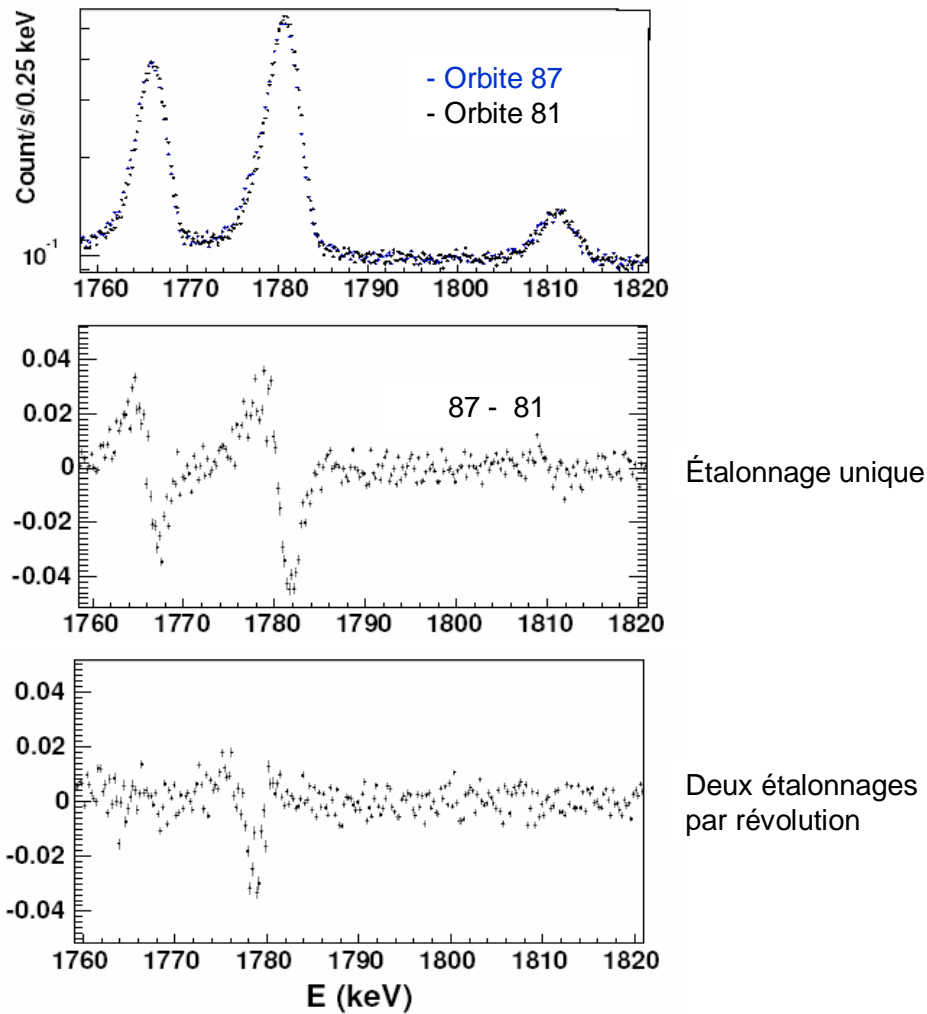 Count/s/0.25 keV
- Orbite 87
- Orbite 81
10⁻¹
1760 1770 1780 1790 1800 1810 1820
0.04
0.02
0
-0.02
-0.04
87 - 81
Étalonnage unique
1760 1770 1780 1790 1800 1810 1820
0.04
0.02
0
-0.02
-0.04
Deux étalonnages
par révolution
1760 1770 1780 1790 1800 1810 1820
E (keV)